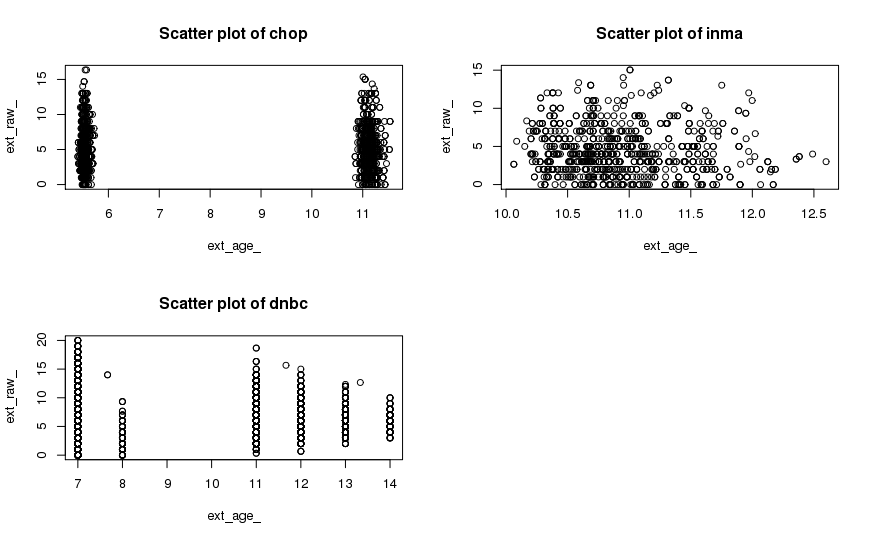 Scatter plot of chop
ext_raw_
15
10
5
0
6 7 8 9 10 11
ext_age_
Scatter plot of inma
ext_raw_
15
10
5
0
10.0 10.5 11.0 11.5 12.0 12.5
ext_age_
Scatter plot of dnbc
ext_raw_
20
15
10
5
0
7 8 9 10 11 12 13 14
ext_age_